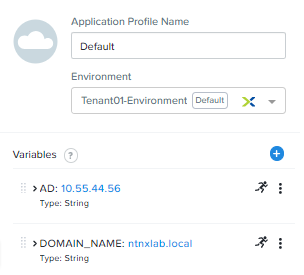 Application Profile Name
Default
Environment
Tenant01-Environment Default
Variables ?
AD: 10.55.44.56
Type: String
DOMAIN_NAME: ntnxlab.local
Type: String